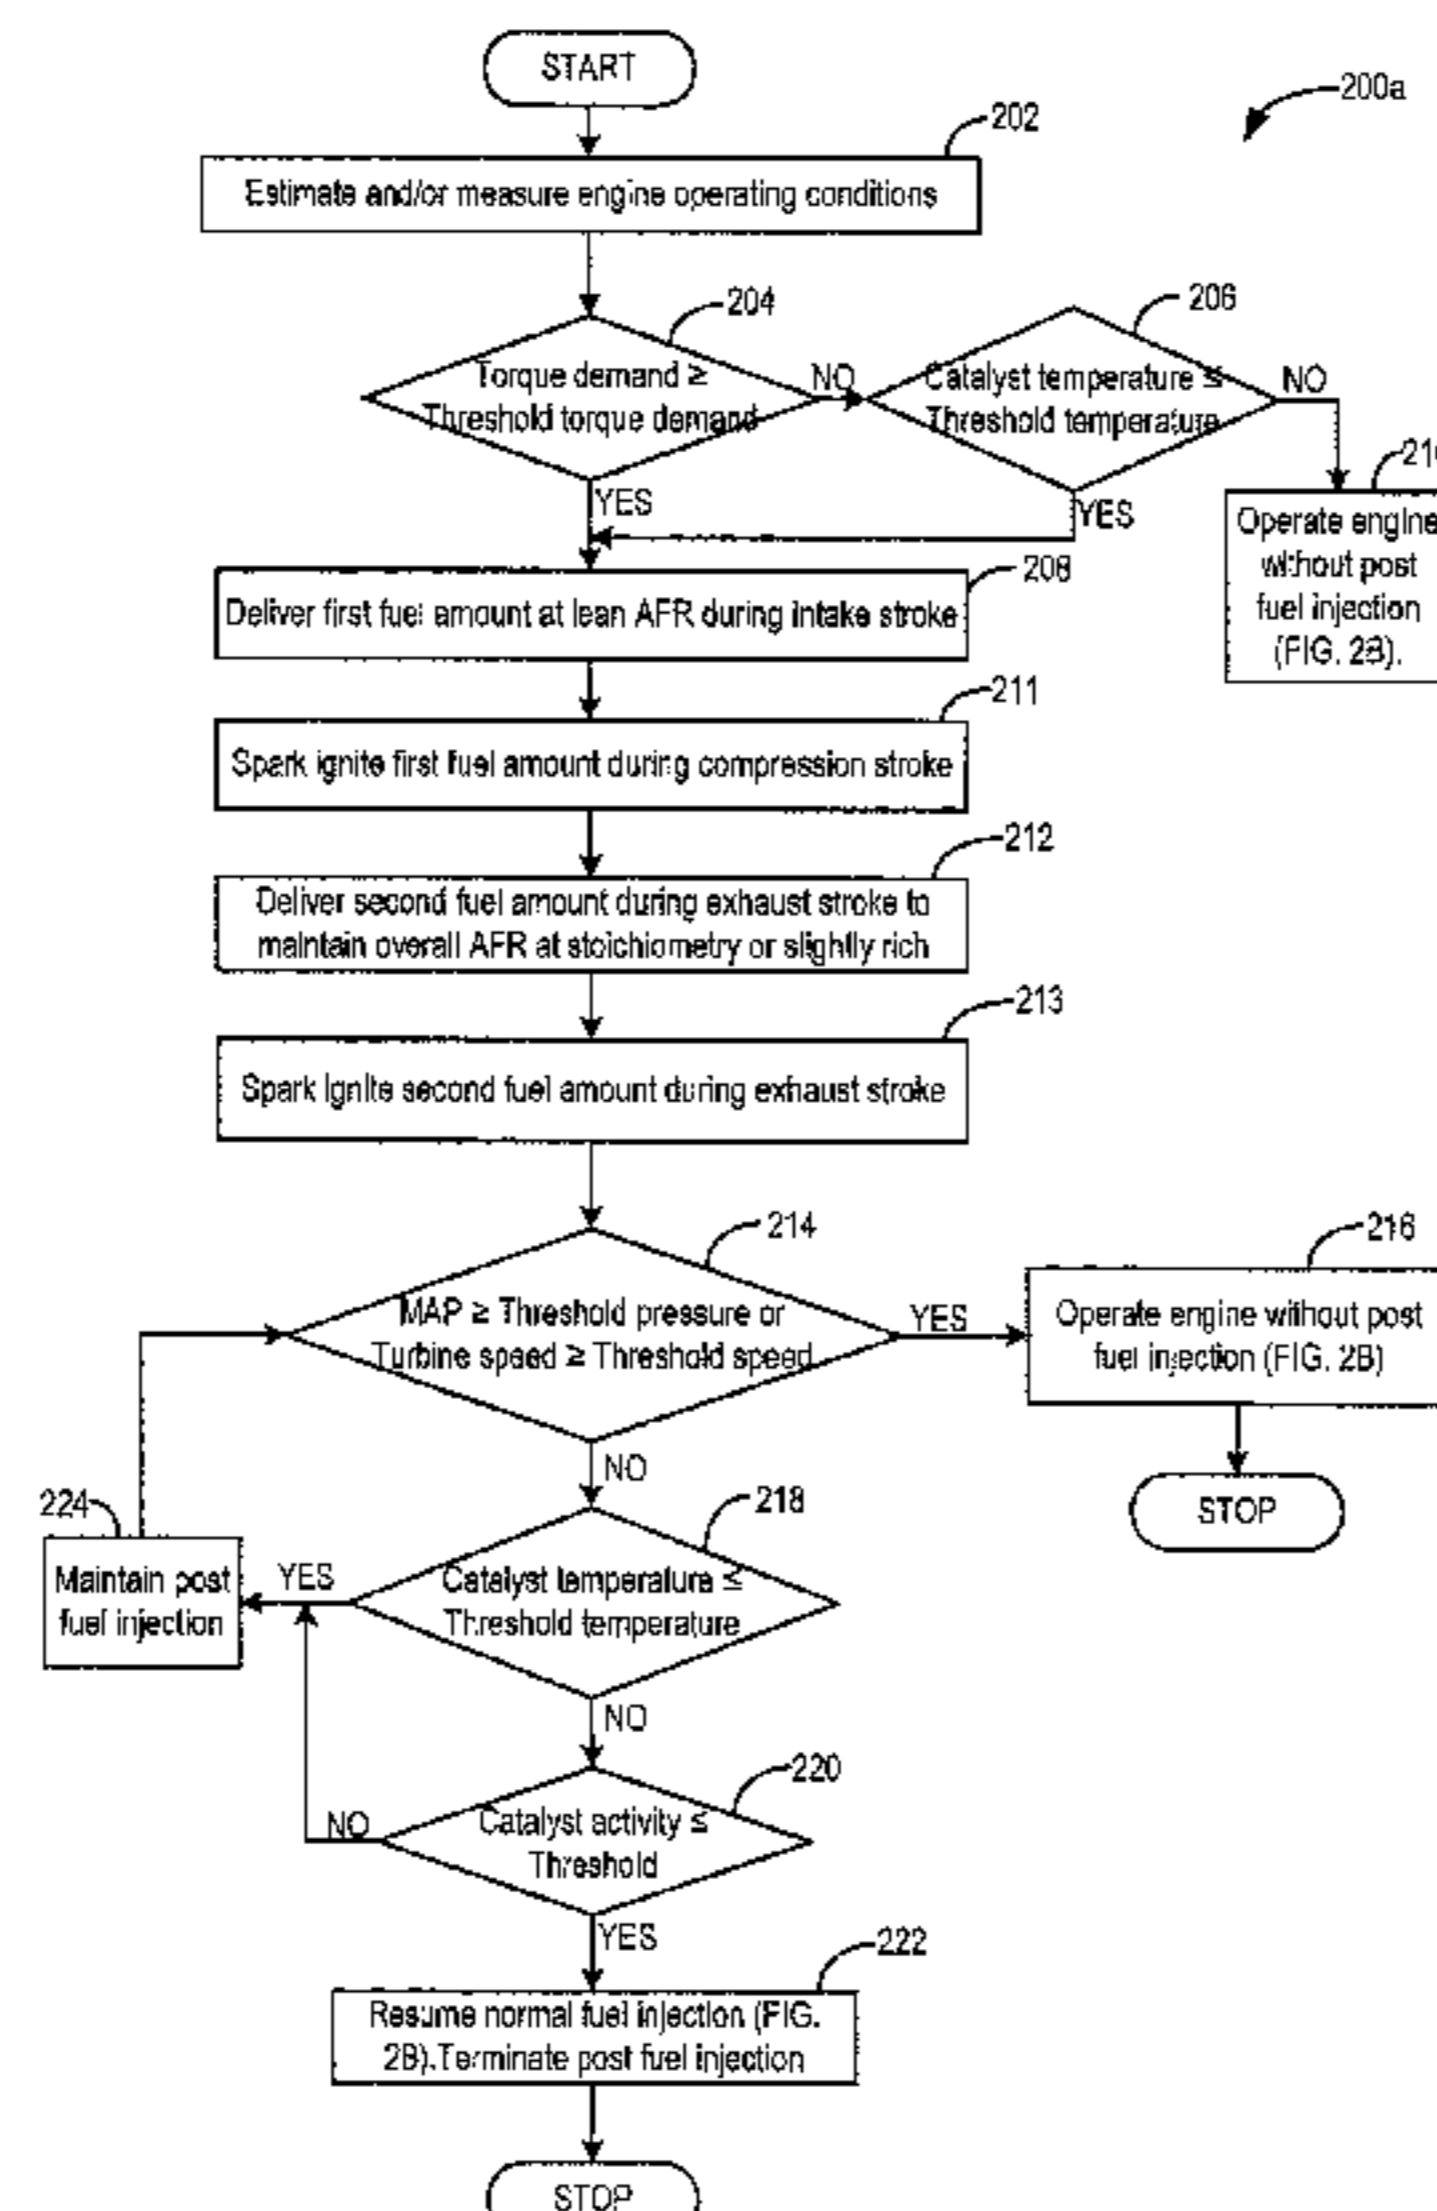 START
200a
202
Estimate and/or measure engine operating conditions
204
206
Torque demand ≥
Threshold torque demand
NO
Catalyst temperature ≤
Threshold temperature
NO
YES
YES
Operate engine
without post
fuel injection
(FIG. 2B).
208
Deliver first fuel amount at lean AFR during intake stroke
211
Spark ignite first fuel amount during compression stroke
212
Deliver second fuel amount during exhaust stroke to
maintain overall AFR at stoichiometry or slightly rich
213
Spark ignite second fuel amount during exhaust stroke
214
216
MAP ≥ Threshold pressure or
Turbine speed ≥ Threshold speed
YES
Operate engine without post
fuel injection (FIG. 2B)
NO
STOP
224
218
Maintain post
fuel injection
YES
Catalyst temperature ≤
Threshold temperature
NO
220
NO
Catalyst activity ≤
Threshold
YES
222
Resume normal fuel injection (FIG.
2B).Terminate post fuel injection
STOP